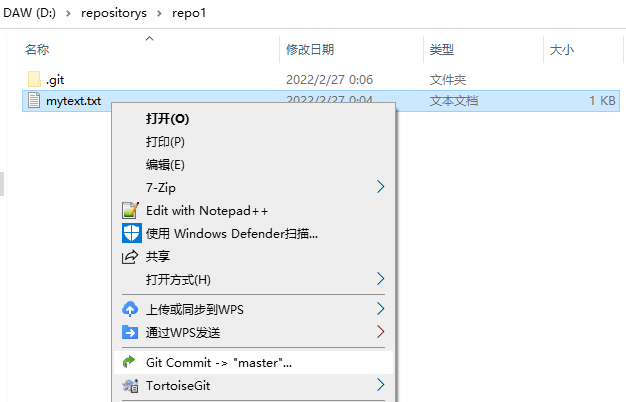 DAW (D:) > repositorys > repo1
名称 修改日期 类型 大小
.git 2022/2/27 0:06 文件夹
mytext.txt 2022/2/27 0:04 文本文档 1 KB
打开(O)
打印(P)
编辑(E)
7-Zip
Edit with Notepad++
使用 Windows Defender扫描...
共享
打开方式(H)
上传或同步到WPS
通过WPS发送
Git Commit -> "master"...
TortoiseGit